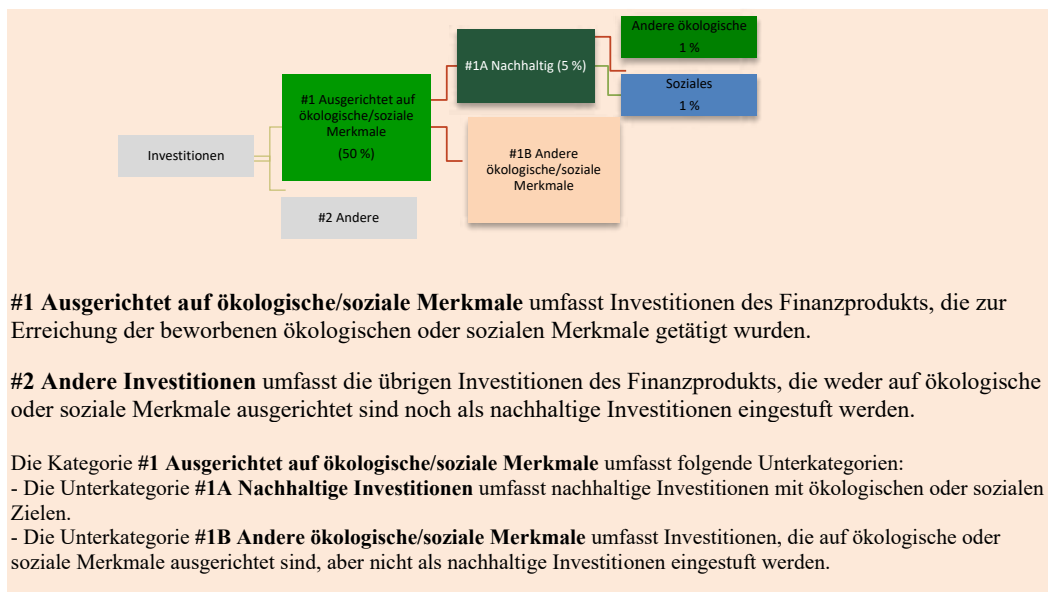 Andere ökologische
1 %
#1A Nachhaltig (5 %)
Soziales
1 %
#1 Ausgerichtet auf
ökologische/soziale
Merkmale
(50 %)
Investitionen
#1B Andere
ökologische/soziale
Merkmale
#2 Andere
#1 Ausgerichtet auf ökologische/soziale Merkmale umfasst Investitionen des Finanzprodukts, die zur
Erreichung der beworbenen ökologischen oder sozialen Merkmale getätigt wurden.
#2 Andere Investitionen umfasst die übrigen Investitionen des Finanzprodukts, die weder auf ökologische
oder soziale Merkmale ausgerichtet sind noch als nachhaltige Investitionen eingestuft werden.
Die Kategorie #1 Ausgerichtet auf ökologische/soziale Merkmale umfasst folgende Unterkategorien:
- Die Unterkategorie #1A Nachhaltige Investitionen umfasst nachhaltige Investitionen mit ökologischen oder sozialen
Zielen.
- Die Unterkategorie #1B Andere ökologische/soziale Merkmale umfasst Investitionen, die auf ökologische oder
soziale Merkmale ausgerichtet sind, aber nicht als nachhaltige Investitionen eingestuft werden.